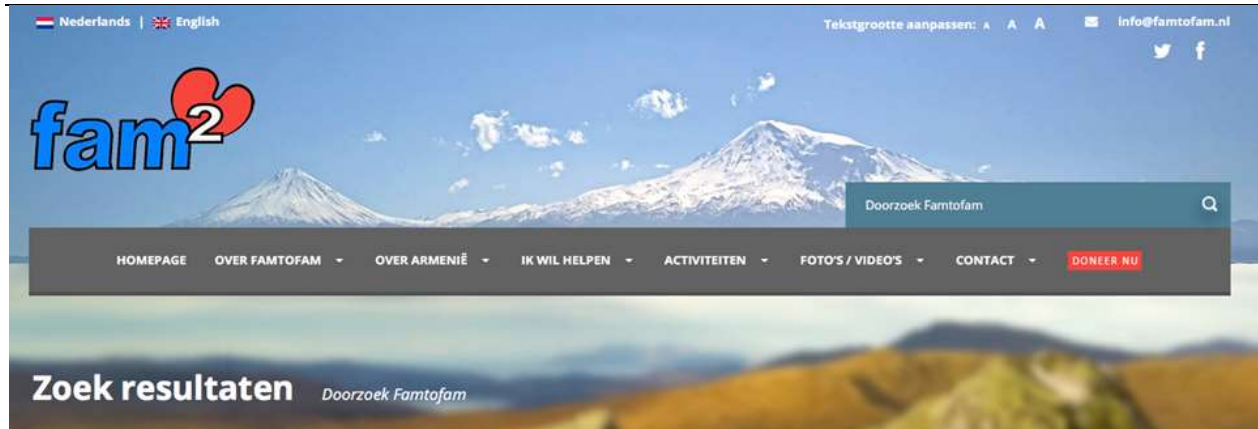 Nederlands | English
Tekstgrootte aanpassen: A A A
info@famtofam.nl
fam2
Doorzoek Famtofam
HOMEPAGE OVER FAMTOFAM OVER ARMENIË IK WIL HELPEN ACTIVITEITEN FOTO'S / VIDEO'S CONTACT DONEER NU
Zoek resultaten Doorzoek Famtofam